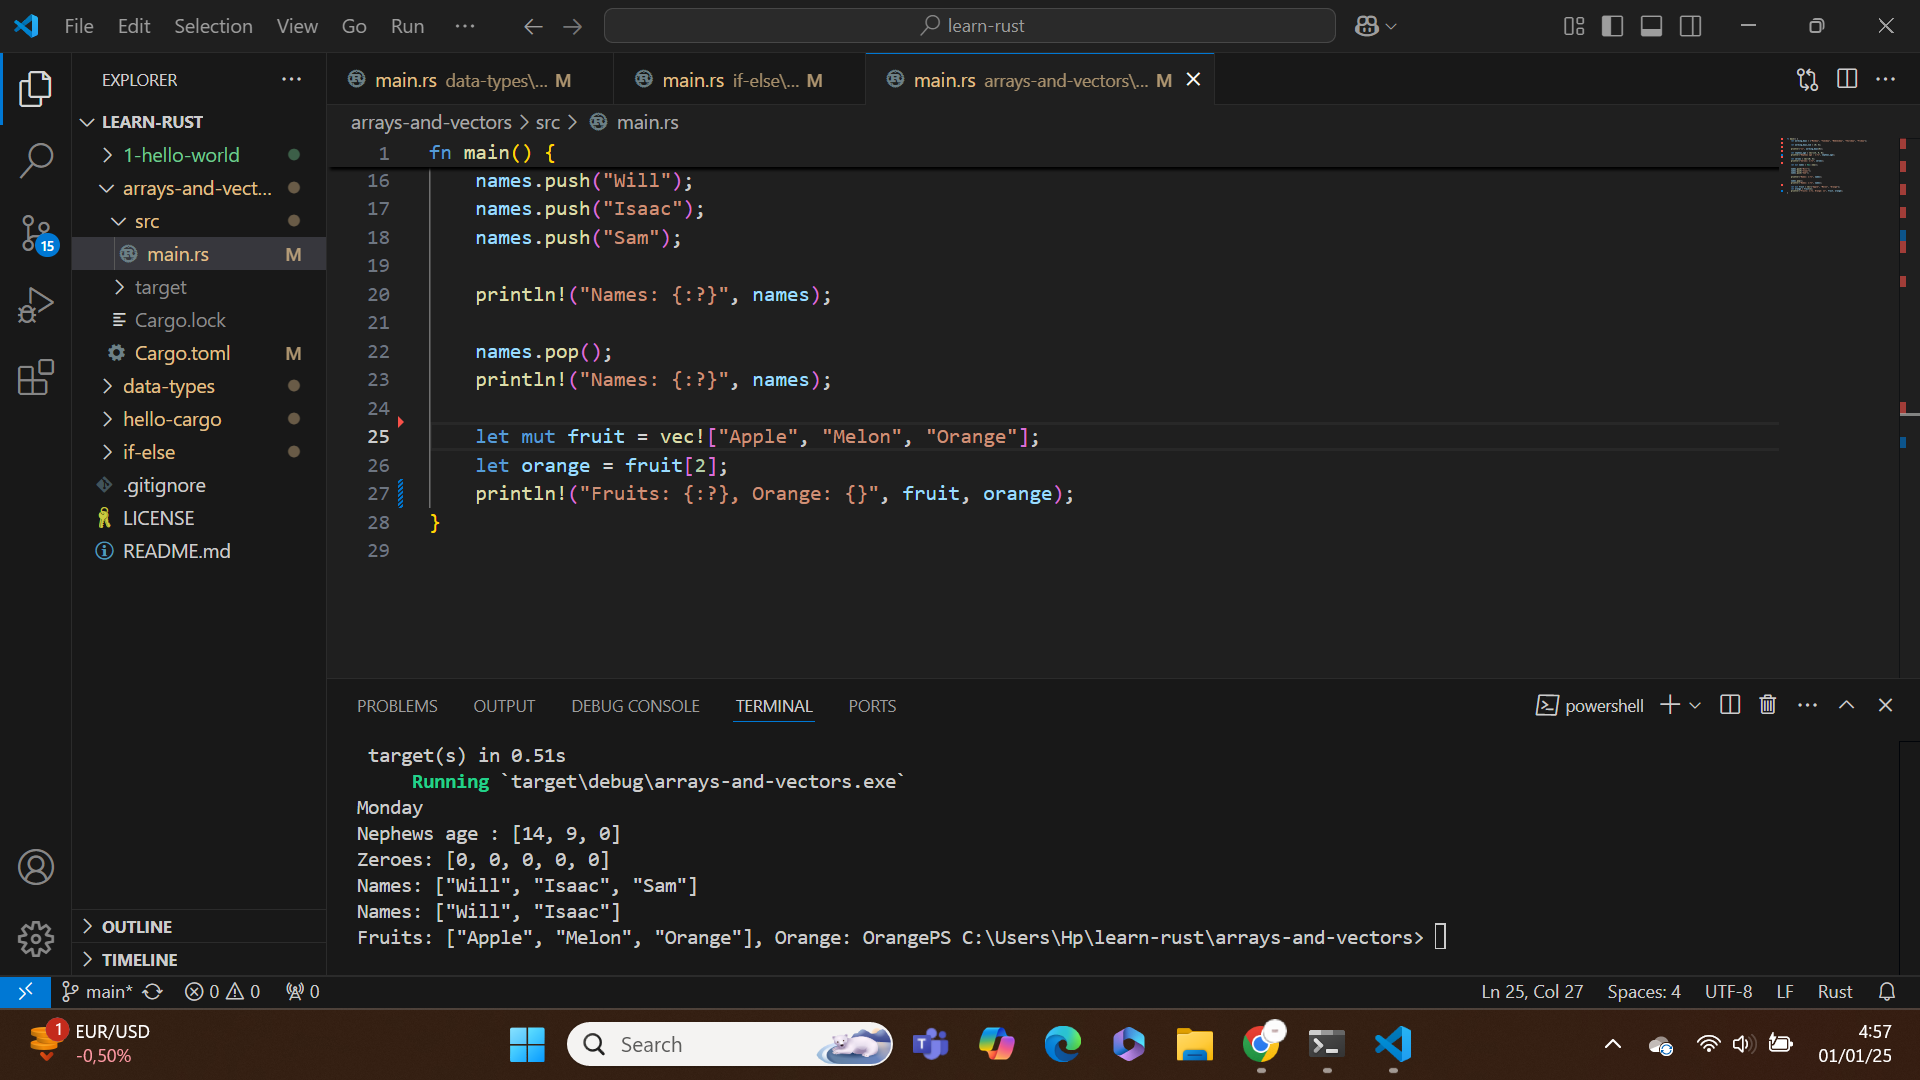 File Edit Selection View Go Run ··· learn-rust
EXPLORER
LEARN-RUST
1-hello-world
arrays-and-vect...
src
main.rs M
target
Cargo.lock
Cargo.toml M
data-types
hello-cargo
if-else
.gitignore
LICENSE
README.md
OUTLINE
TIMELINE
15
main.rs data-types\... M main.rs if-else\... M main.rs arrays-and-vectors\... M
arrays-and-vectors > src > main.rs
1 fn main() {
16 names.push("Will");
17 names.push("Isaac");
18 names.push("Sam");
19
20 println!("Names: {:?}", names);
21
22 names.pop();
23 println!("Names: {:?}", names);
24
25 let mut fruit = vec!["Apple", "Melon", "Orange"];
26 let orange = fruit[2];
27 println!("Fruits: {:?}, Orange: {}", fruit, orange);
28 }
29
PROBLEMS OUTPUT DEBUG CONSOLE TERMINAL PORTS powershell
target(s) in 0.51s
Running `target\debug\arrays-and-vectors.exe`
Monday
Nephews age : [14, 9, 0]
Zeroes: [0, 0, 0, 0, 0]
Names: ["Will", "Isaac", "Sam"]
Names: ["Will", "Isaac"]
Fruits: ["Apple", "Melon", "Orange"], Orange: OrangePS C:\Users\Hp\learn-rust\arrays-and-vectors>
main* 0 0 0 Ln 25, Col 27 Spaces: 4 UTF-8 LF Rust
1 EUR/USD
-0,50%
Search
4:57
01/01/25